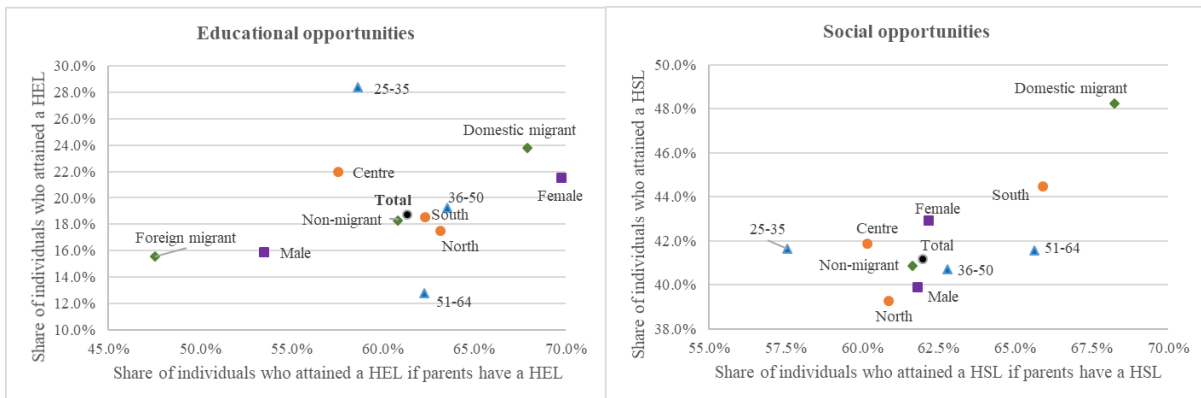 Educational opportunities
Share of individuals who attained a HEL
30.0%
28.0%
26.0%
24.0%
22.0%
20.0%
18.0%
16.0%
14.0%
12.0%
10.0%
25-35
Domestic migrant
Centre
Female
Total
36-50
Non-migrant
South
North
Foreign migrant
Male
51-64
45.0% 50.0% 55.0% 60.0% 65.0% 70.0%
Share of individuals who attained a HEL if parents have a HEL
Social opportunities
Share of individuals who attained a HSL
50.0%
48.0%
46.0%
44.0%
42.0%
40.0%
38.0%
Domestic migrant
South
Female
25-35
Centre
Total
51-64
Non-migrant
36-50
Male
North
55.0% 57.5% 60.0% 62.5% 65.0% 67.5% 70.0%
Share of individuals who attained a HSL if parents have a HSL